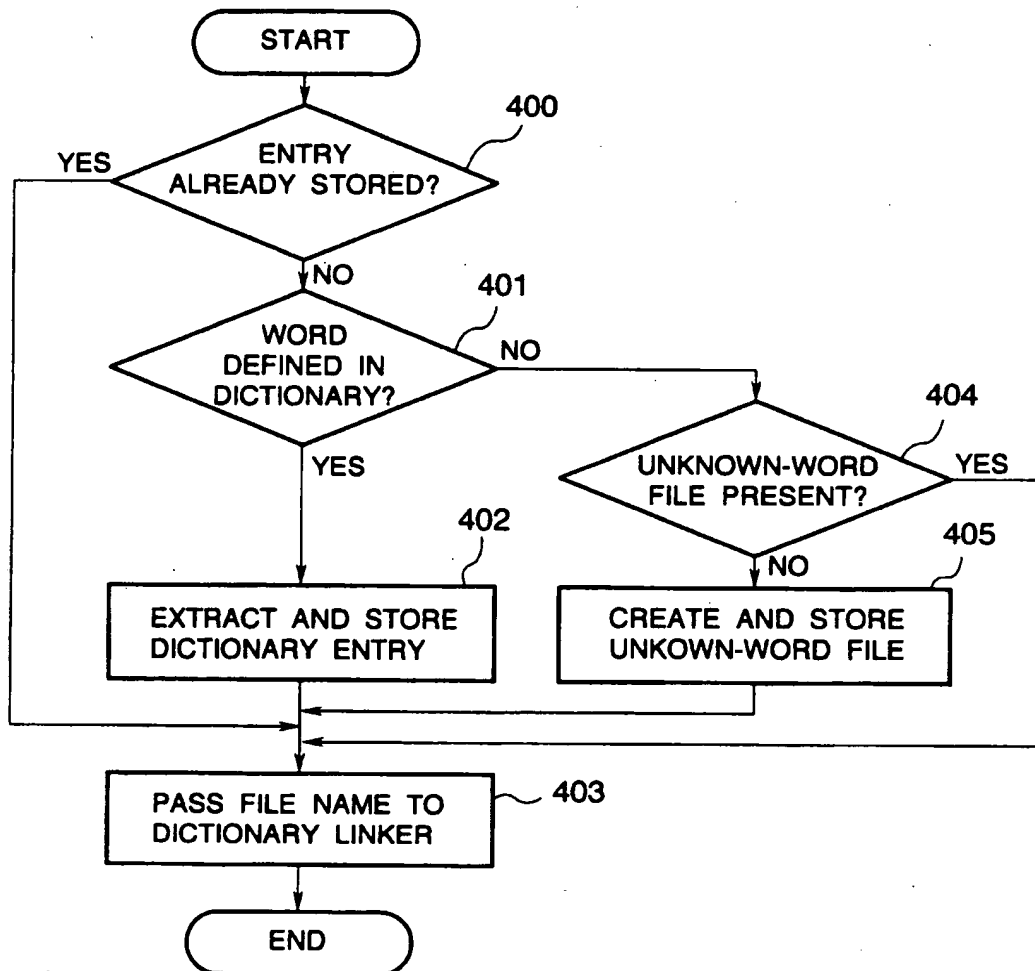 START
400
ENTRY
ALREADY STORED?
YES
NO
401
WORD
DEFINED IN
DICTIONARY?
NO
YES
404
UNKNOWN-WORD
FILE PRESENT?
YES
NO
402
EXTRACT AND STORE
DICTIONARY ENTRY
405
CREATE AND STORE
UNKOWN-WORD FILE
403
PASS FILE NAME TO
DICTIONARY LINKER
END